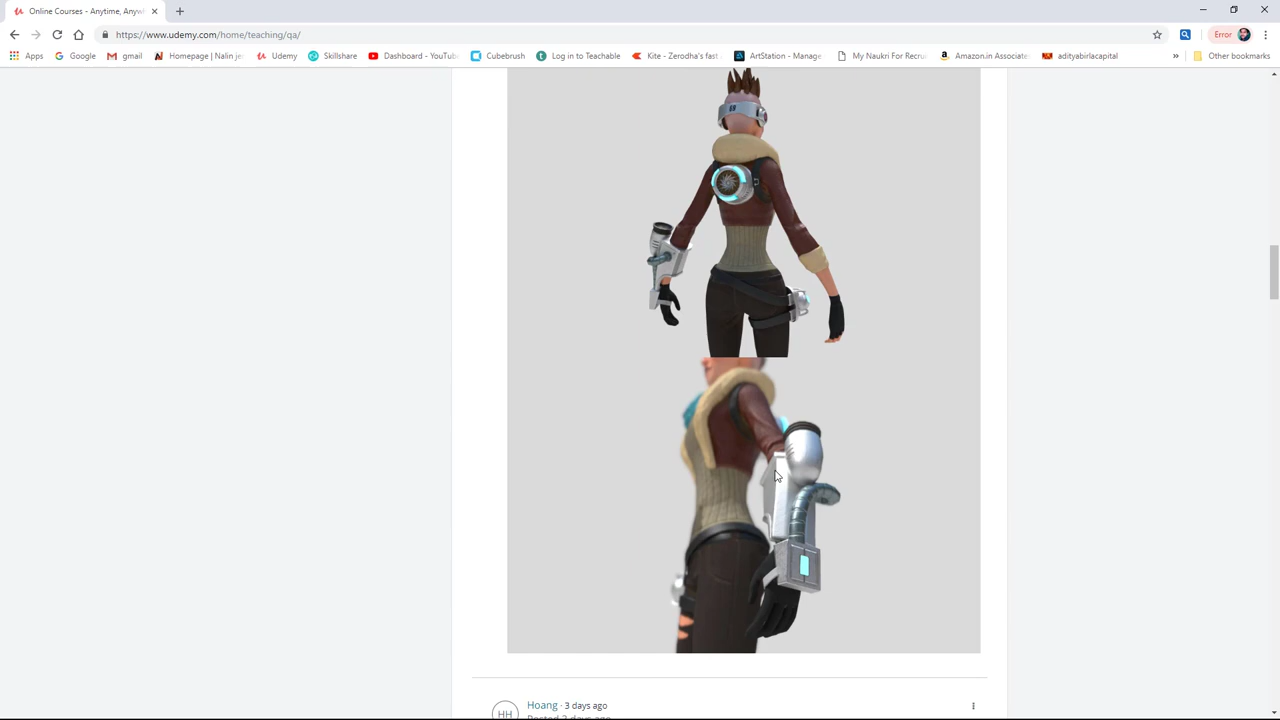 Online Courses - Anytime, Anyw
https://www.udemy.com/home/teaching/qa/
Error
Apps
Google
gmail
Homepage | Nalin je
Udemy
Skillshare
Dashboard - YouTub
Cubebrush
Log in to Teachable
Kite - Zerodha's fast
ArtStation - Manage
My Naukri For Recru
Amazon.in Associate
adityabirlacapital
»
Other bookmarks
69
HH
Hoang · 3 days ago